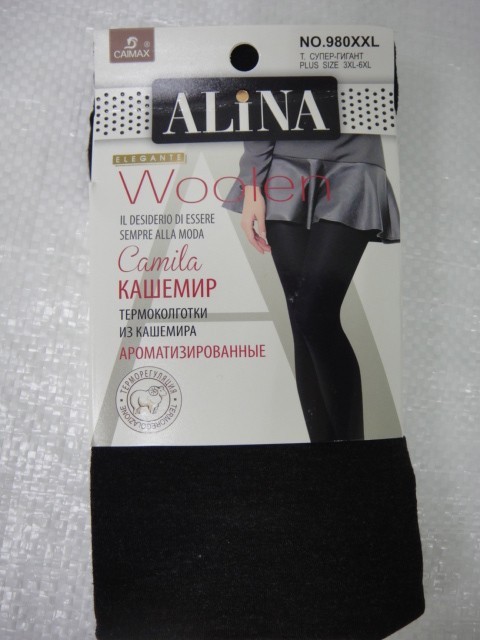 CAIMAX
NO.980XXL
Т. СУПЕР-ГИГАНТ
PLUS SIZE 3XL-6XL
ALiNA
ELEGANTE
Woolen
IL DESIDERIO DI ESSERE
SEMPRE ALLA MODA
Camila
КАШЕМИР
ТЕРМОКОЛГОТКИ
ИЗ КАШЕМИРА
АРОМАТИЗИРОВАННЫЕ
ТЕРМОРЕГУЛЯЦИЯ
TERMOREGOLAZIONE